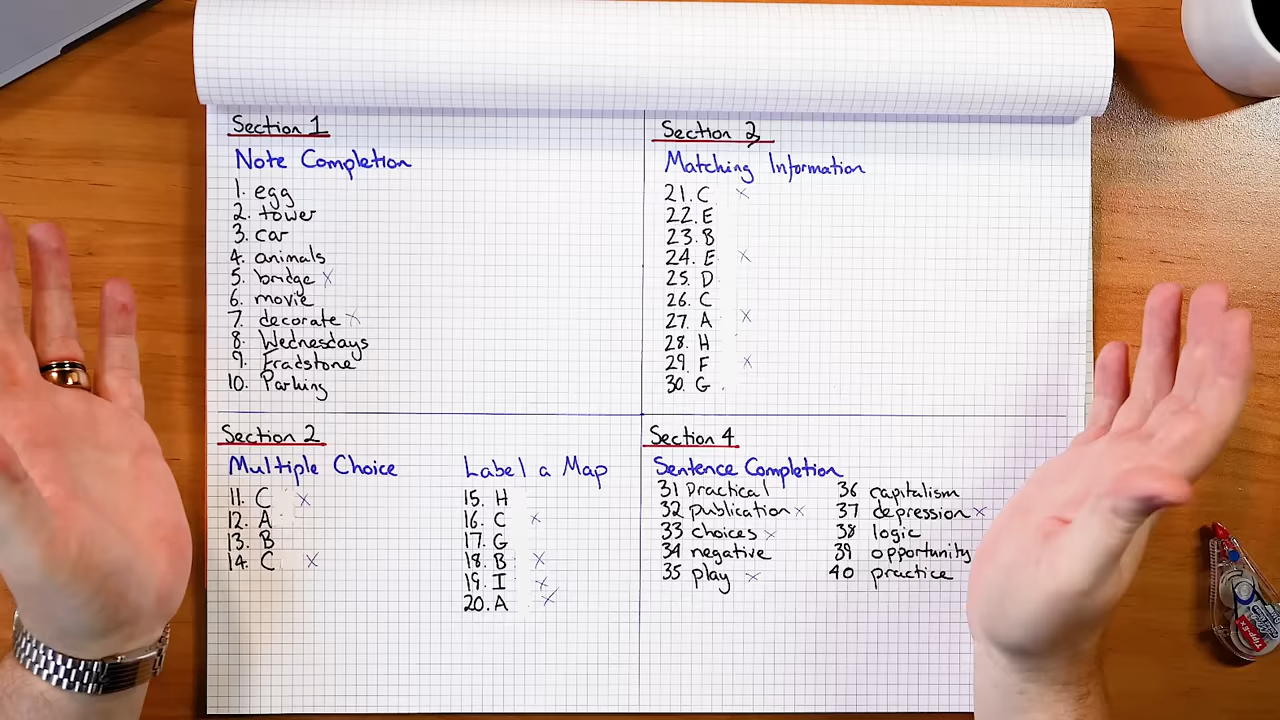 Section 1
Note Completion
1. egg
2. tower
3. car
4. animals
5. bridge x
6. movie
7. decorate x
8. Wednesdays
9. Fradstone
10. Parking
Section 3
Matching Information
21. C x
22. E
23. B
24. E x
25. D
26. C
27. A x
28. H
29. F x
30. G
Section 2
Multiple Choice
11. C x
12. A
13. B
14. C x
Label a Map
15. H
16. C x
17. G
18. B x
19. I x
20. A x
Section 4
Sentence Completion
31 Practical
32 publication x
33 choices x
34 negative
35 play x
36 capitalism
37 depression x
38 logic
39 opportunity
40 practice
Tipp-Ex